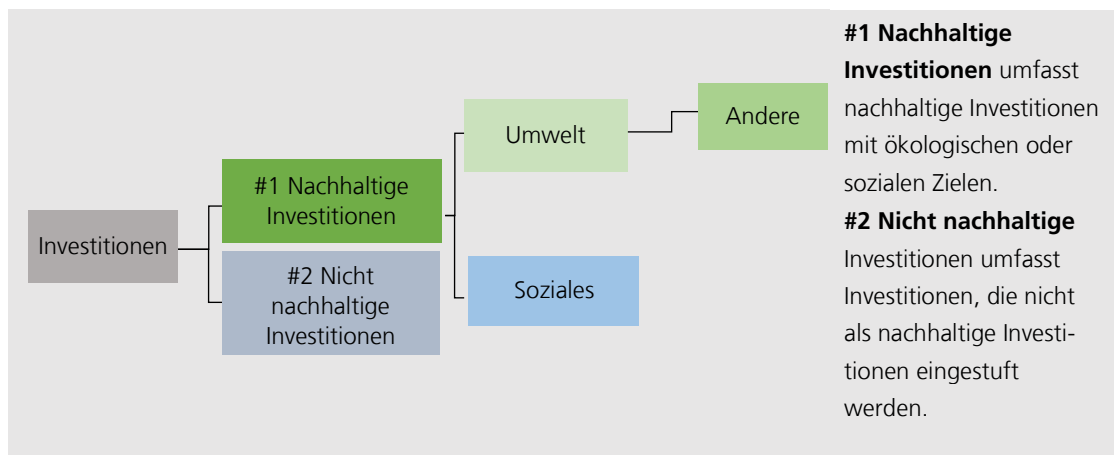 Investitionen
#1 Nachhaltige
Investitionen
#2 Nicht
nachhaltige
Investitionen
Umwelt
Soziales
Andere
#1 Nachhaltige
Investitionen umfasst
nachhaltige Investitionen
mit ökologischen oder
sozialen Zielen.
#2 Nicht nachhaltige
Investitionen umfasst
Investitionen, die nicht
als nachhaltige Investi-
tionen eingestuft
werden.